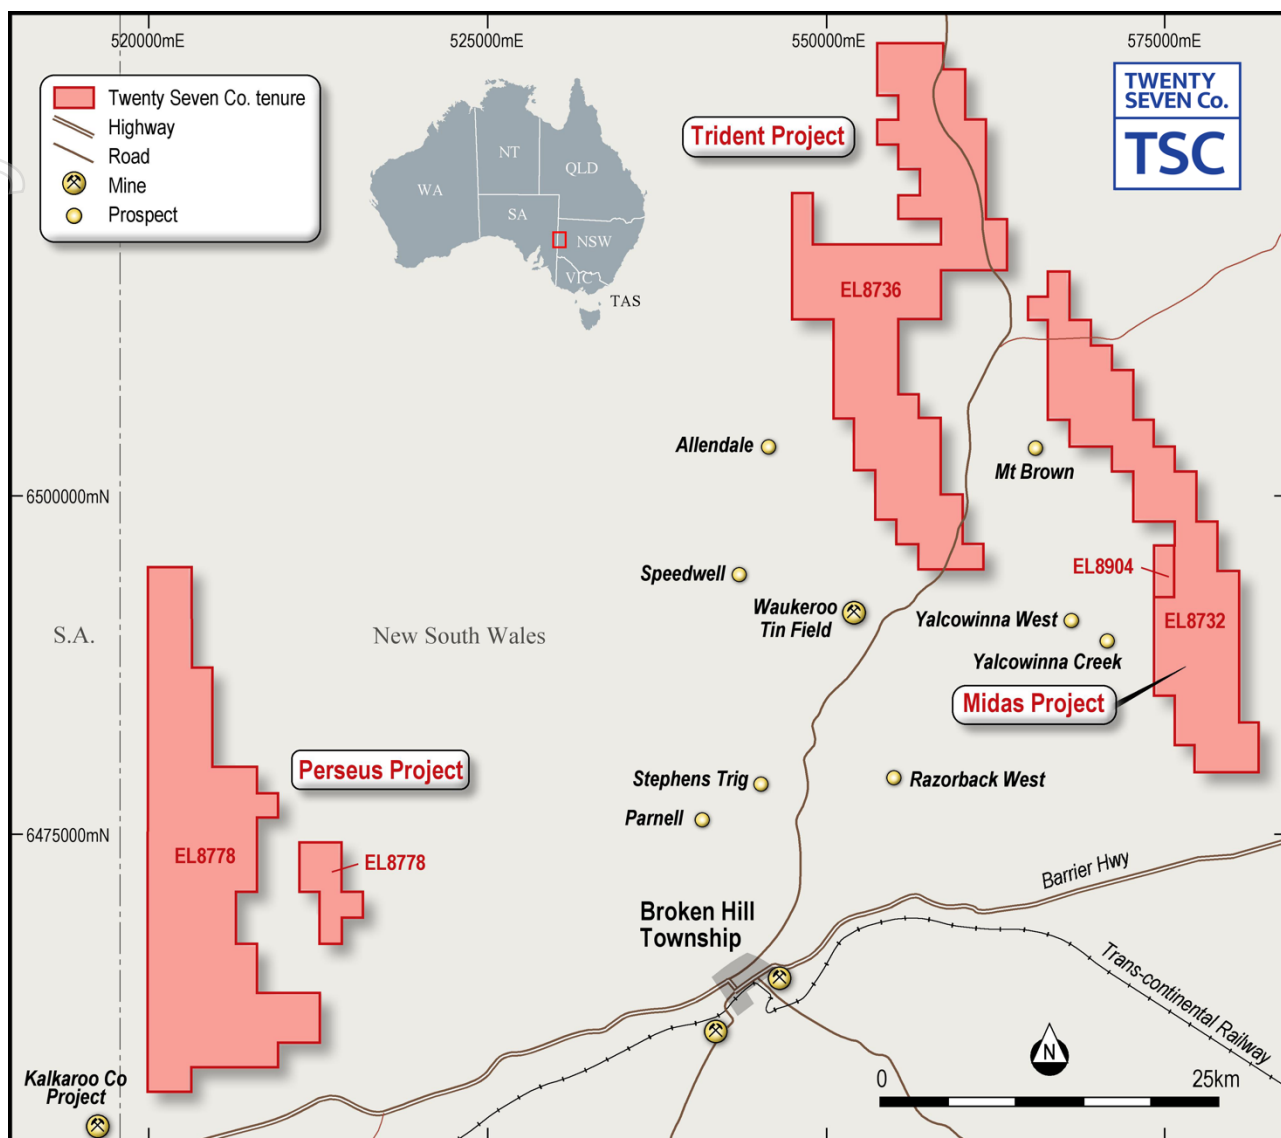 520000mE
525000mE
550000mE
575000mE
Twenty Seven Co. tenure
Highway
Road
Mine
Prospect
WA
NT
QLD
SA
NSW
VIC
TAS
Trident Project
TWENTY
SEVEN Co.
TSC
EL8736
Allendale
Mt Brown
6500000mN
Speedwell
EL8904
Waukeroo
Tin Field
Yalcowinna West
EL8732
S.A.
New South Wales
Yalcowinna Creek
Midas Project
Perseus Project
Stephens Trig
Razorback West
Parnell
6475000mN
EL8778
EL8778
Barrier Hwy
Broken Hill
Township
Trans-continental Railway
N
Kalkaroo Co
Project
0
25km